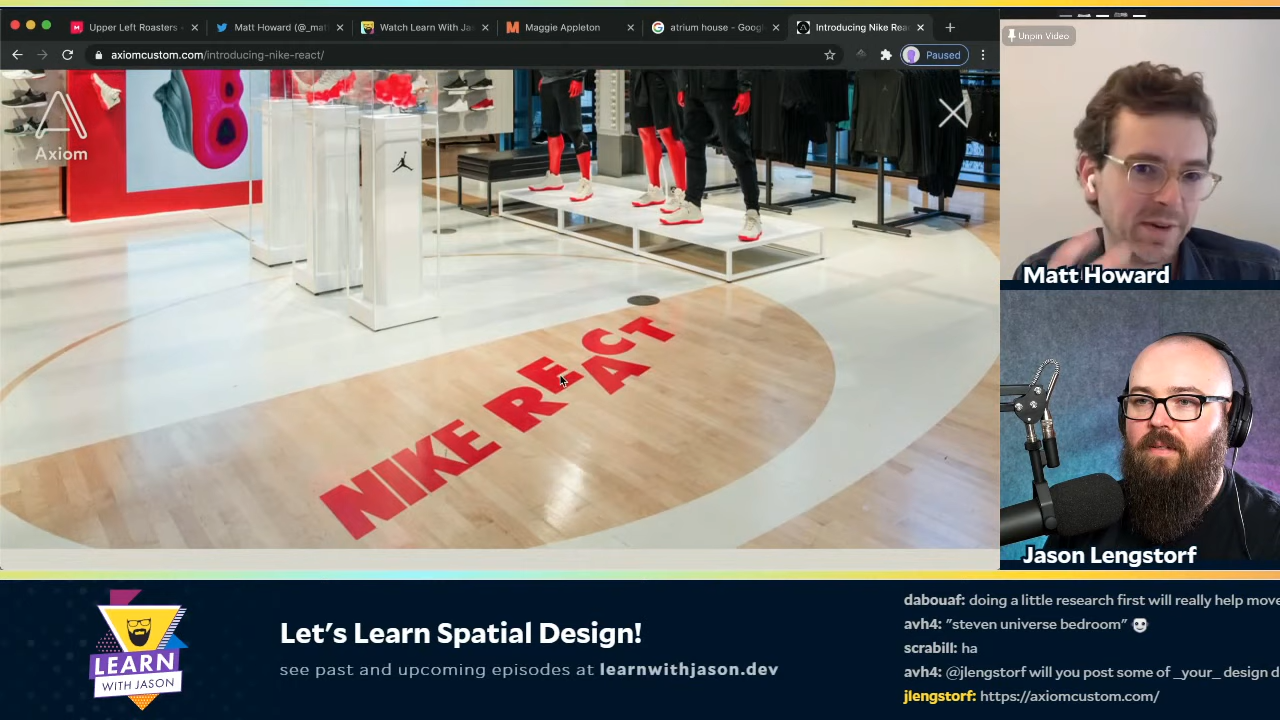 Upper Left Roasters -
Matt Howard (@_mat
Watch Learn With Jas
Maggie Appleton
atrium house - Googl
Introducing Nike Reac
axiomcustom.com/introducing-nike-react/
Paused
Unpin Video
Axiom
NIKE REACT
Matt Howard
Jason Lengstorf
LEARN
WITH JASON
Let's Learn Spatial Design!
see past and upcoming episodes at learnwithjason.dev
dabouaf: doing a little research first will really help move
avh4: "steven universe bedroom"
scrabill: ha
avh4: @jlengstorf will you post some of _your_ design d
jlengstorf: https://axiomcustom.com/